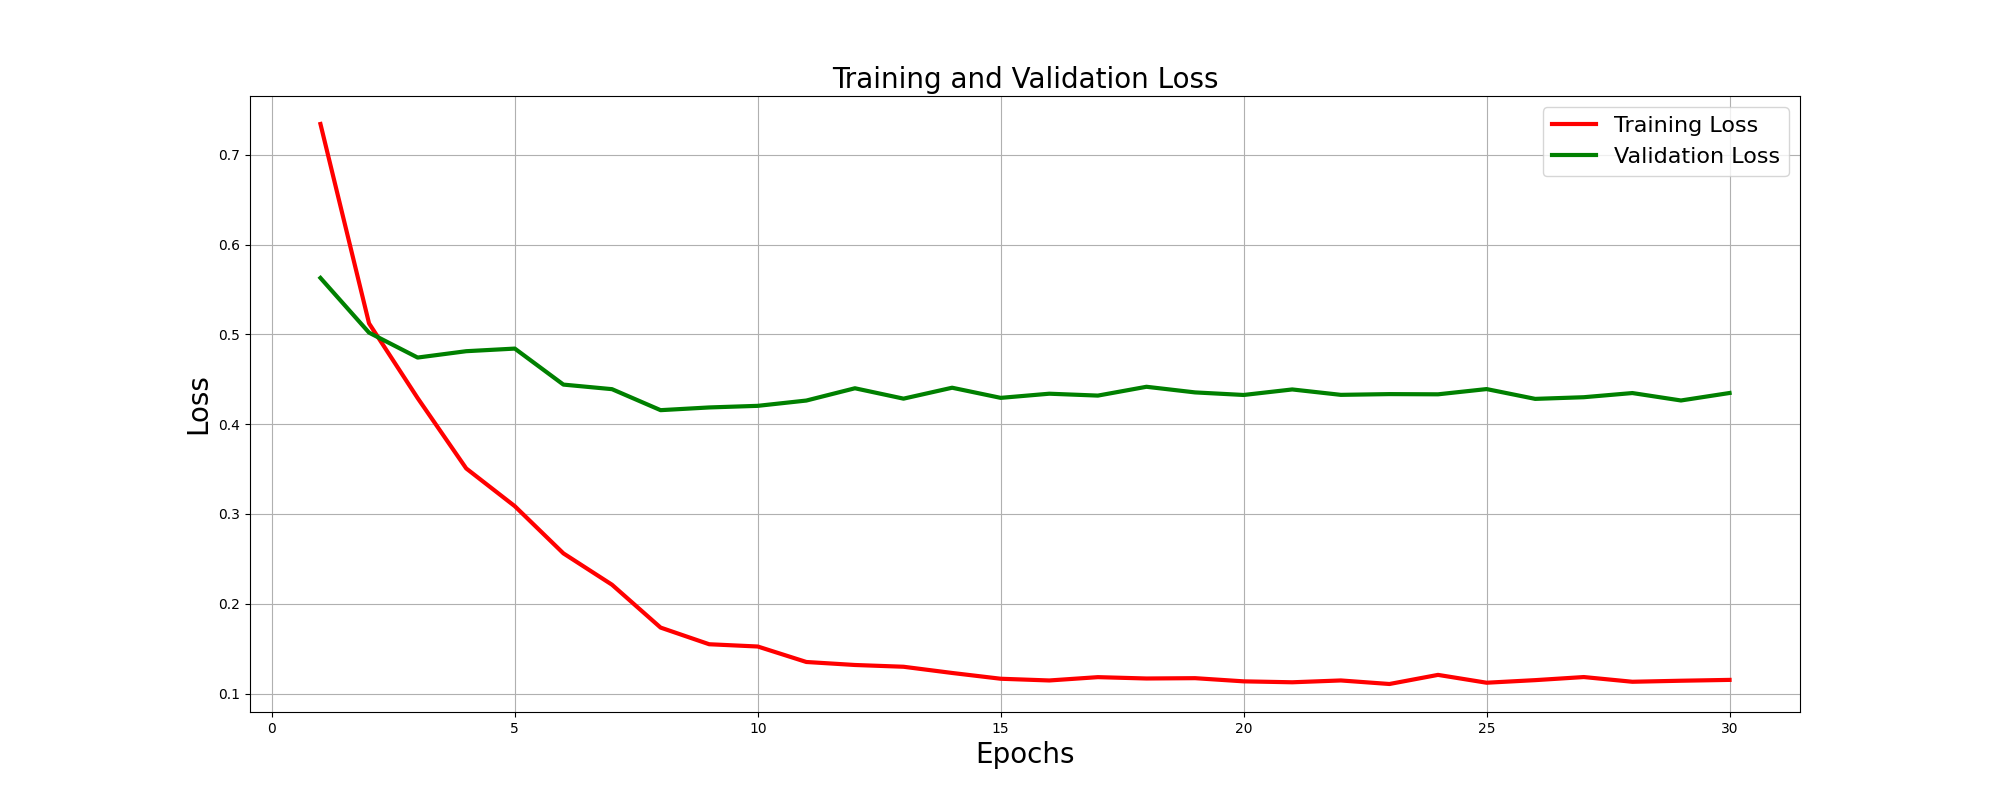 Training and Validation Loss
Training Loss
Validation Loss
0.7
0.6
0.5
0.4
0.3
0.2
0.1
Loss
0 5 10 15 20 25 30
Epochs